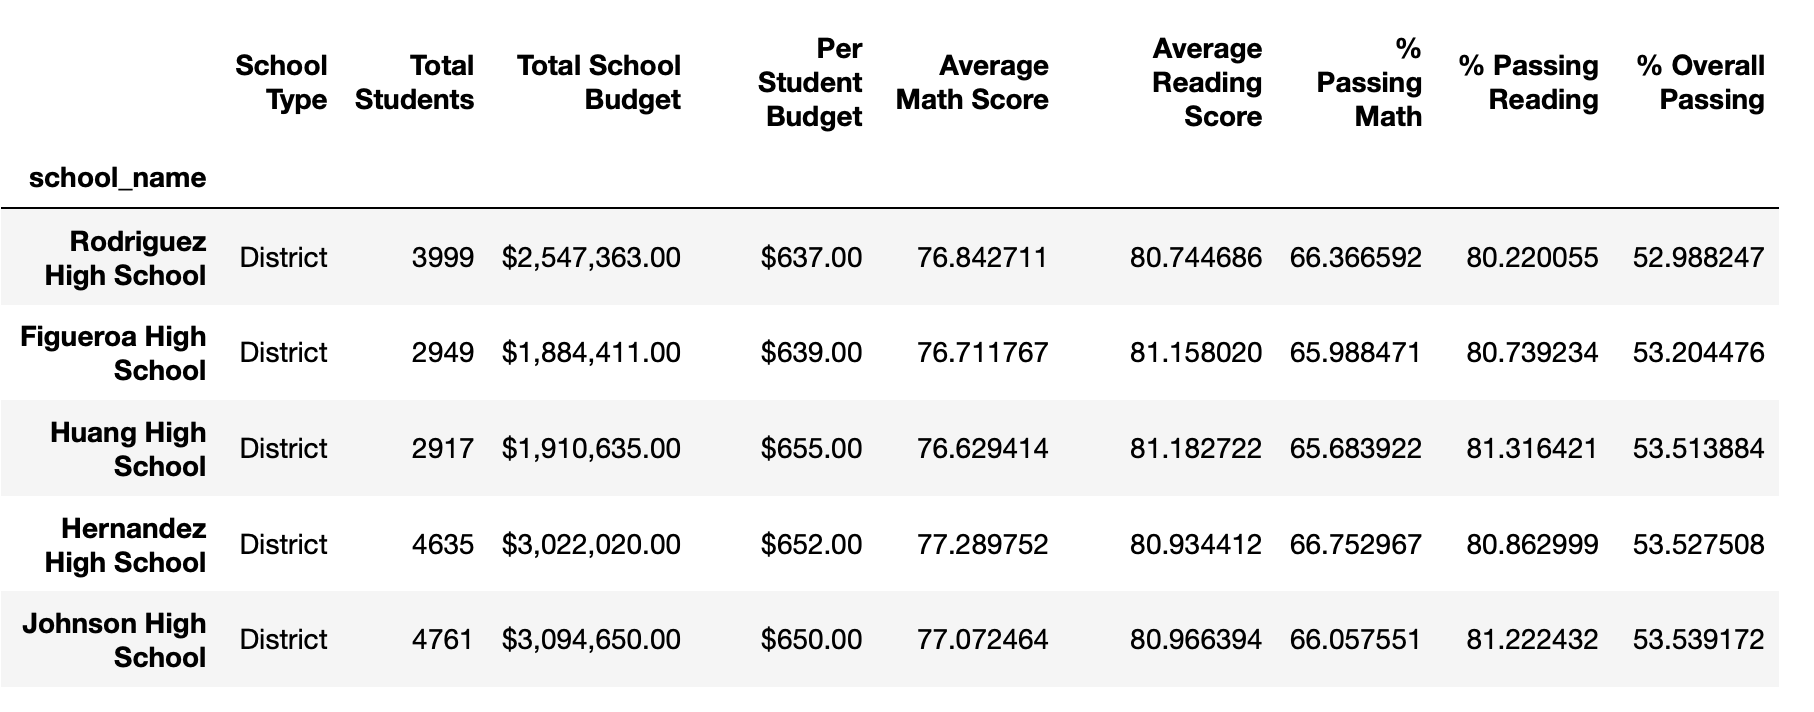 School Type Total Students Total School Budget Per Student Budget Average Math Score Average Reading Score % Passing Math % Passing Reading % Overall Passing
school_name
Rodriguez High School District 3999 $2,547,363.00 $637.00 76.842711 80.744686 66.366592 80.220055 52.988247
Figueroa High School District 2949 $1,884,411.00 $639.00 76.711767 81.158020 65.988471 80.739234 53.204476
Huang High School District 2917 $1,910,635.00 $655.00 76.629414 81.182722 65.683922 81.316421 53.513884
Hernandez High School District 4635 $3,022,020.00 $652.00 77.289752 80.934412 66.752967 80.862999 53.527508
Johnson High School District 4761 $3,094,650.00 $650.00 77.072464 80.966394 66.057551 81.222432 53.539172